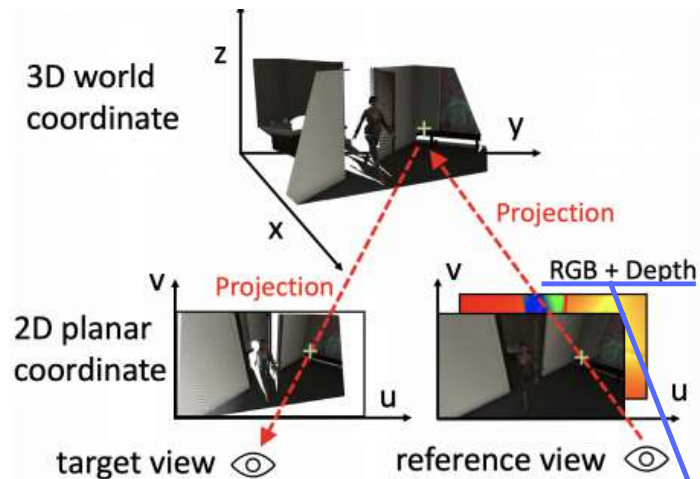 z
3D world
coordinate
y
x
Projection
Projection
RGB + Depth
v
v
2D planar
coordinate
u
u
target view
reference view